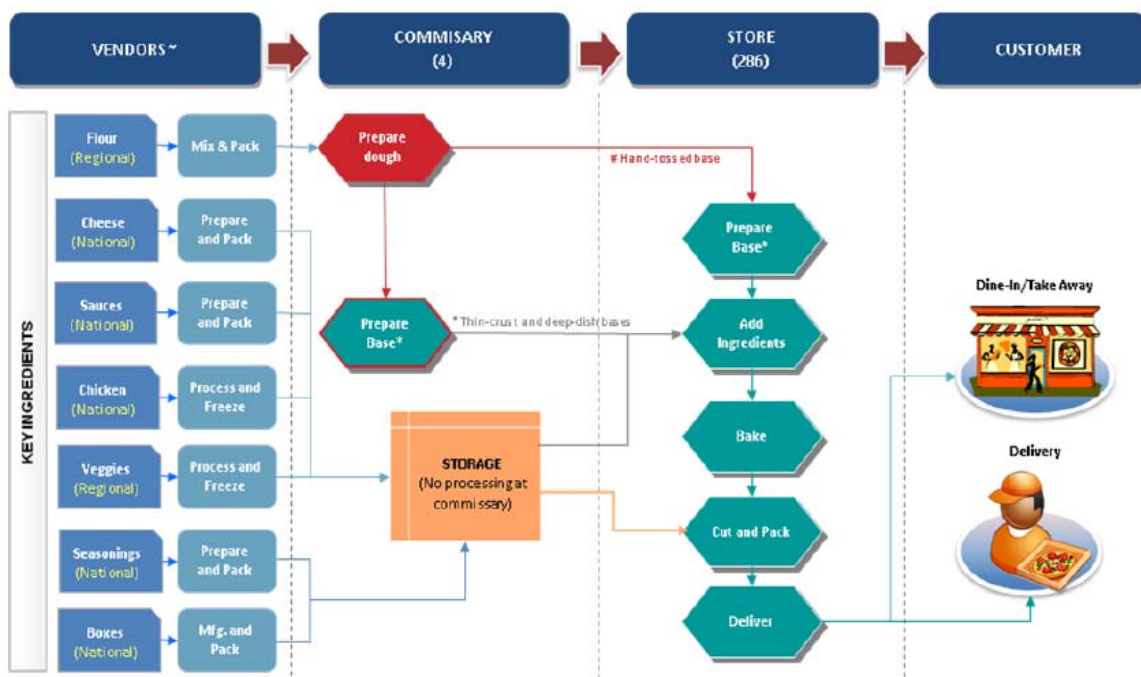 VENDORS ~
COMMISARY
(4)
STORE
(286)
CUSTOMER
KEY INGREDIENTS
Flour
(Regional)
Mix & Pack
Prepare
dough
# Hand-tossed base
Cheese
(National)
Prepare
and Pack
Prepare
Base*
Sauces
(National)
Prepare
and Pack
Prepare
Base*
* Thin-crust and deep-dish bases
Add
Ingredients
Dine-In/Take Away
Chicken
(National)
Process and
Freeze
Bake
Veggies
(Regional)
Process and
Freeze
STORAGE
(No processing at
commissary)
Delivery
Cut and Pack
Seasonings
(National)
Prepare
and Pack
Boxes
(National)
Mfg. and
Pack
Deliver